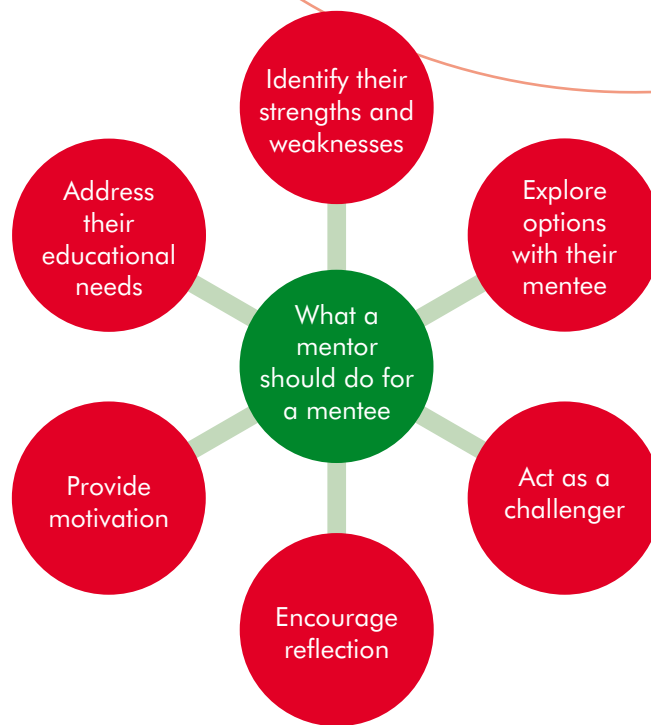 Identify their
strengths and
weaknesses
Explore
options
with their
mentee
Act as a
challenger
Encourage
reflection
Provide
motivation
Address
their
educational
needs
What a
mentor
should do for
a mentee